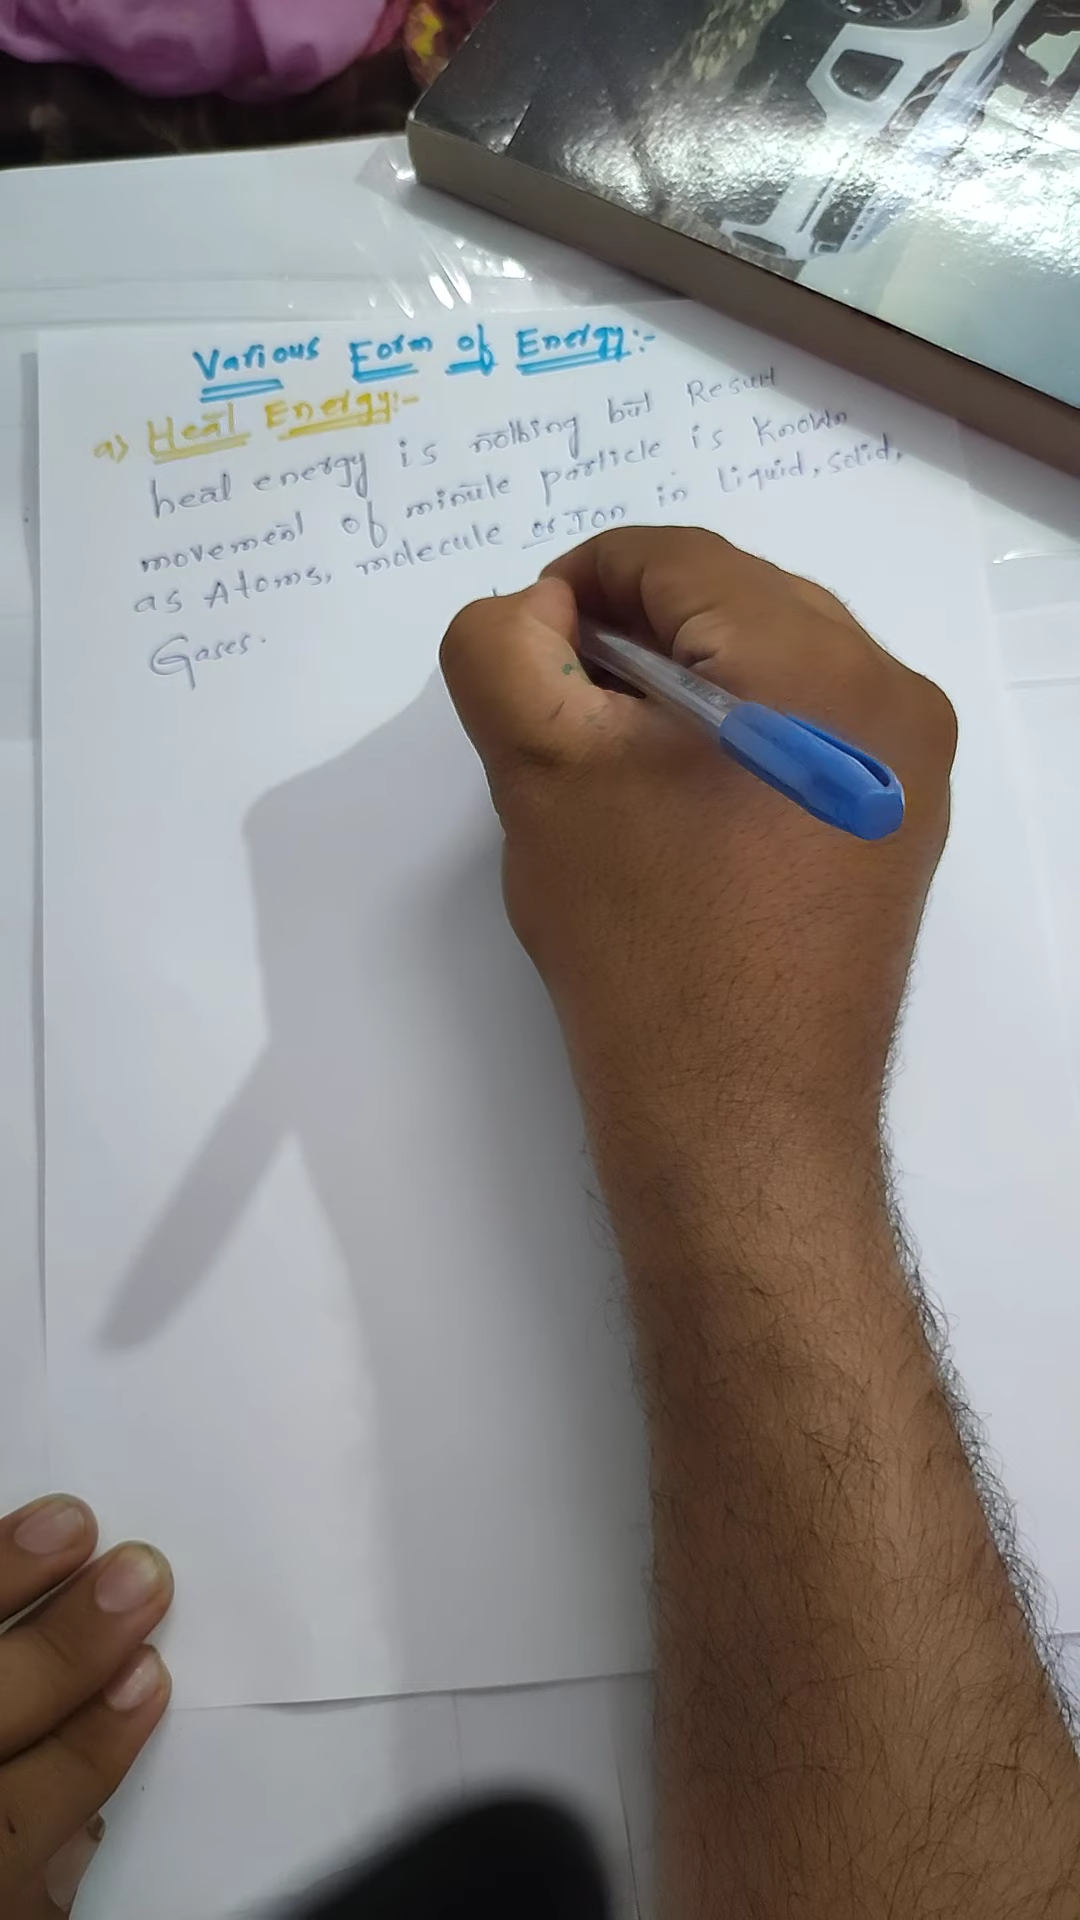 Various Form of Energy:-
a) Heat Energy:-
heat energy is nothing but Result
movement of minute particle is known
as Atoms, molecule or Ion in liquid, solid,
Gases.